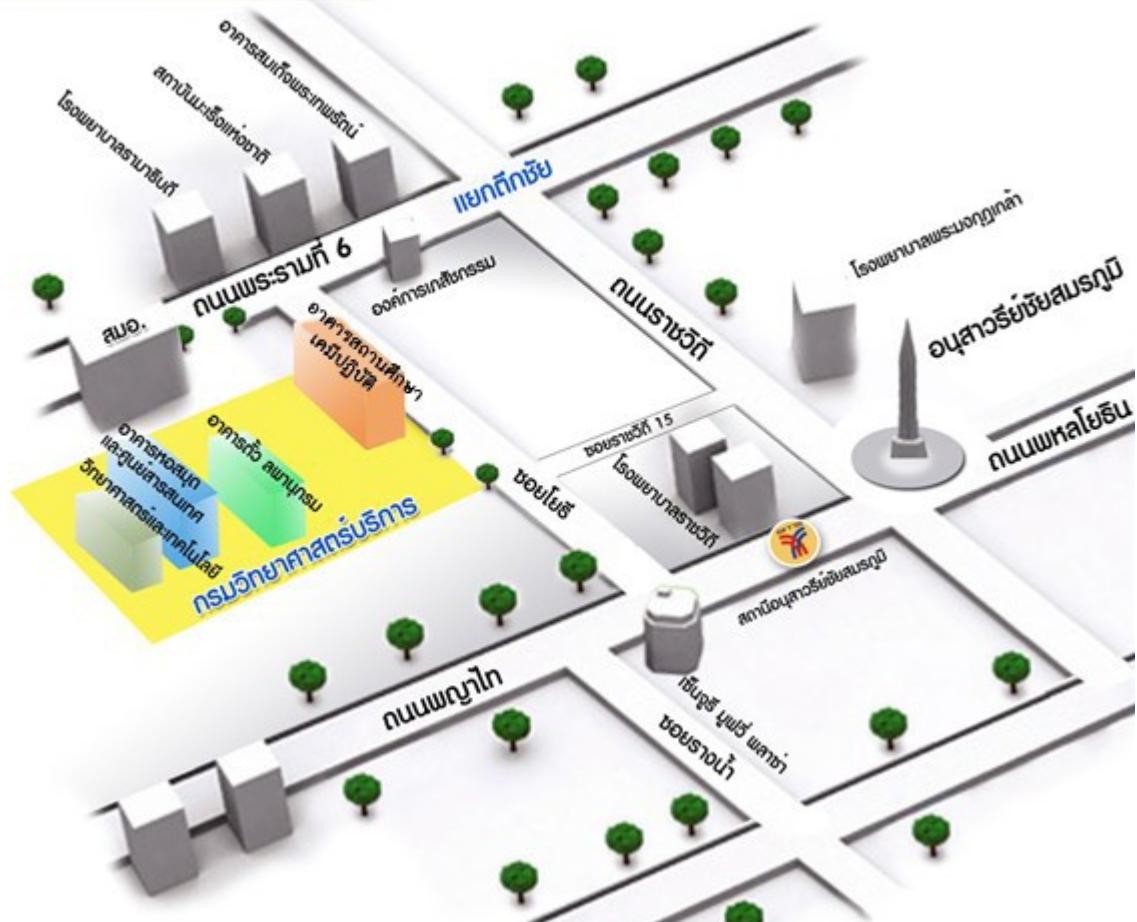 อาคารสมเด็จพระเทพรัตน์
สถาบันมะเร็งแห่งชาติ
โรงพยาบาลรามาธิบดี
แยกตึกชัย
ถนนพระรามที่ 6
องค์การเภสัชกรรม
สมอ.
ถนนราชวิถี
โรงพยาบาลพระมงกุฎเกล้า
อนุสาวรีย์ชัยสมรภูมิ
ถนนพหลโยธิน
อาคารสถานศึกษา
เคมีปฏิบัติ
ซอยราชวิถี 15
โรงพยาบาลราชวิถี
ซอยโยธี
อาคารตั้ว ลพานุกรม
อาคารหอสมุด
และศูนย์สารสนเทศ
วิทยาศาสตร์และเทคโนโลยี
กรมวิทยาศาสตร์บริการ
สถานีอนุสาวรีย์ชัยสมรภูมิ
ถนนพญาไท
เซ็นจูรี่ มูฟวี่ พลาซ่า
ซอยรางน้ำ